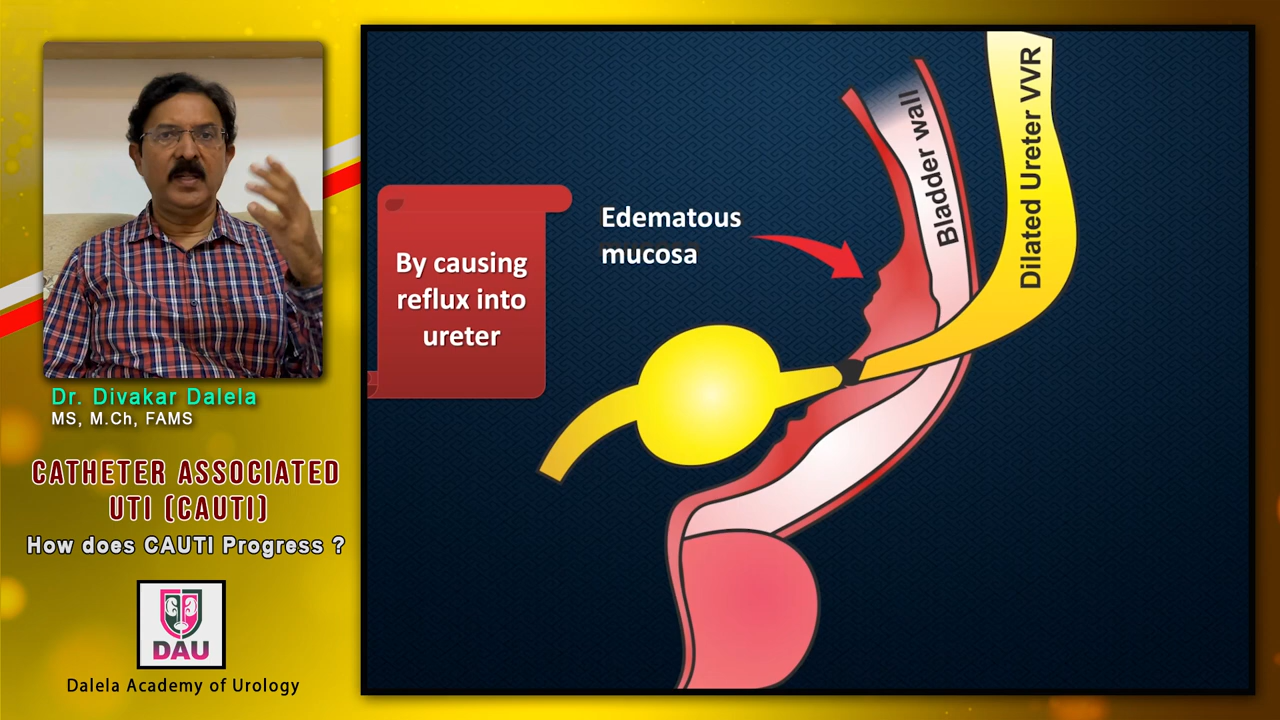 Dr. Divakar Dalela
MS, M.Ch, FAMS
CATHETER ASSOCIATED
UTI (CAUTI)
How does CAUTI Progress ?
DAU
Dalela Academy of Urology
By causing
reflux into
ureter
Edematous
mucosa
Bladder wall
Dilated Ureter VVR